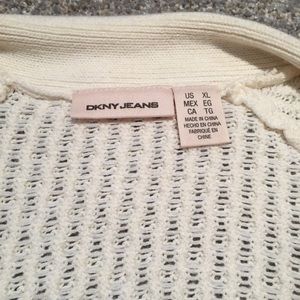 DKNY JEANS
US XL
MEX EG
CA TG
MADE IN CHINA
HECHO EN CHINA
FABRIQUÉ EN
CHINE